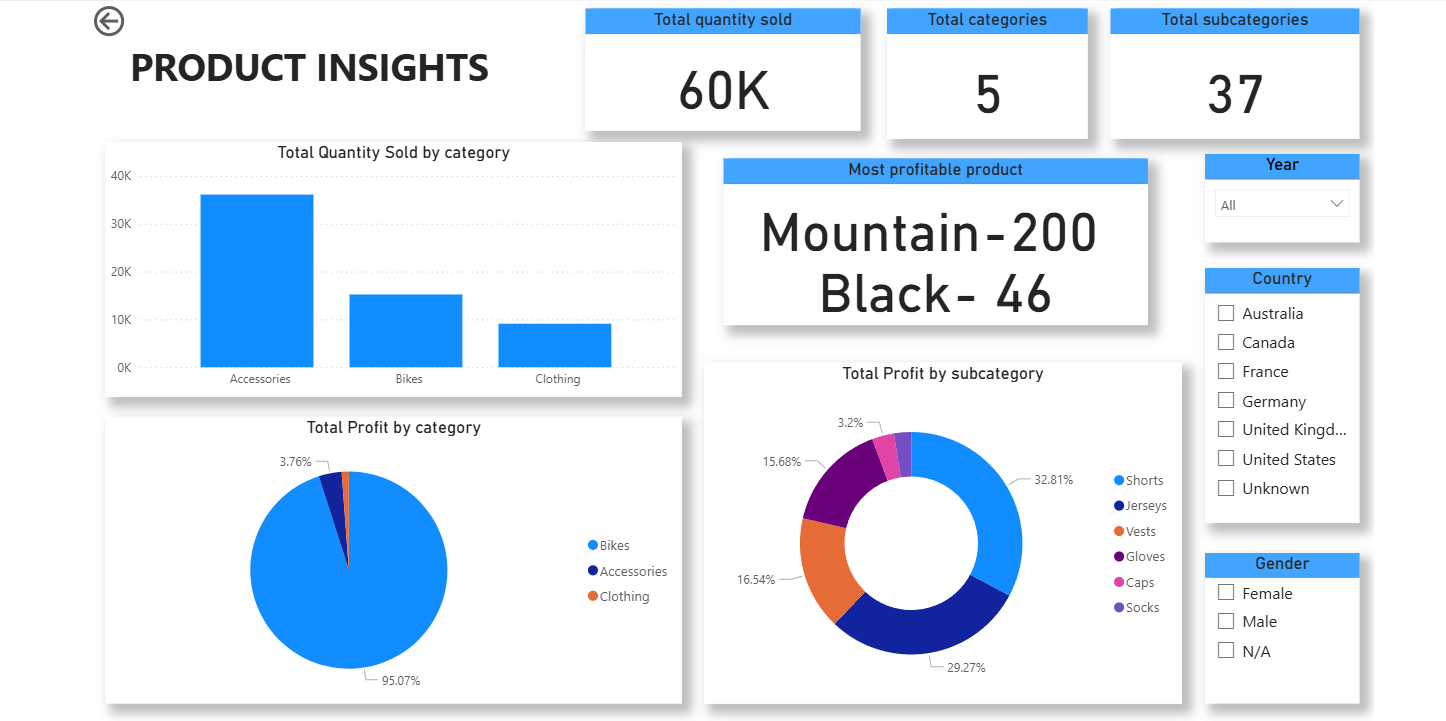 PRODUCT INSIGHTS
Total quantity sold
60K
Total categories
5
Total subcategories
37
Total Quantity Sold by category
40K
30K
20K
10K
0K
Accessories
Bikes
Clothing
Most profitable product
Mountain-200
Black- 46
Year
All
Country
Australia
Canada
France
Germany
United Kingd...
United States
Unknown
Total Profit by category
3.76%
95.07%
Bikes
Accessories
Clothing
Total Profit by subcategory
3.2%
15.68%
32.81%
16.54%
29.27%
Shorts
Jerseys
Vests
Gloves
Caps
Socks
Gender
Female
Male
N/A